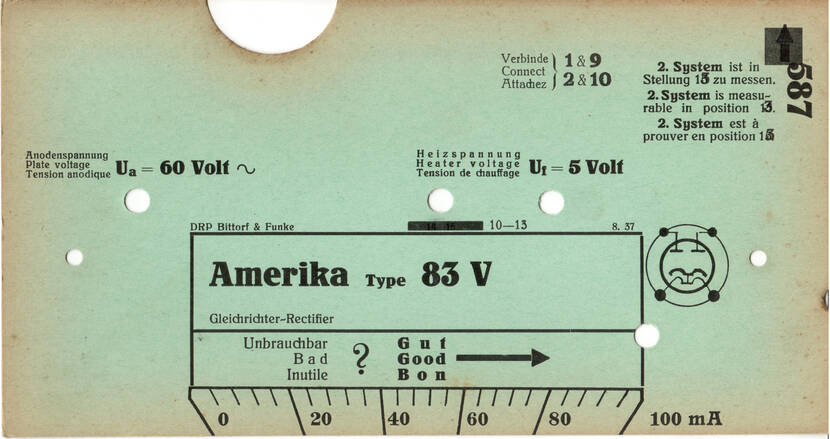 Verbinde
Connect
Attachez
1 & 9
2 & 10
2. System ist in
Stellung 13 zu messen.
2. System is measu-
rable in position 13.
2. System est à
prouver en position 13
587
Anodenspannung
Plate voltage
Tension anodique
Ua = 60 Volt ~
Heizspannung
Heater voltage
Tension de chauffage
Uf = 5 Volt
DRP Bittorf & Funke
10—13
8. 37
Amerika Type 83 V
Gleichrichter-Rectifier
Unbrauchbar
Bad
Inutile
?
Gut
Good
Bon
0 20 40 60 80 100 mA